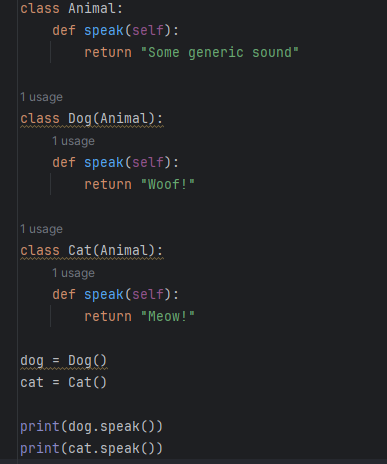 class Animal:
    def speak(self):
        return "Some generic sound"
1 usage
class Dog(Animal):
    1 usage
    def speak(self):
        return "Woof!"
1 usage
class Cat(Animal):
    1 usage
    def speak(self):
        return "Meow!"
dog = Dog()
cat = Cat()
print(dog.speak())
print(cat.speak())